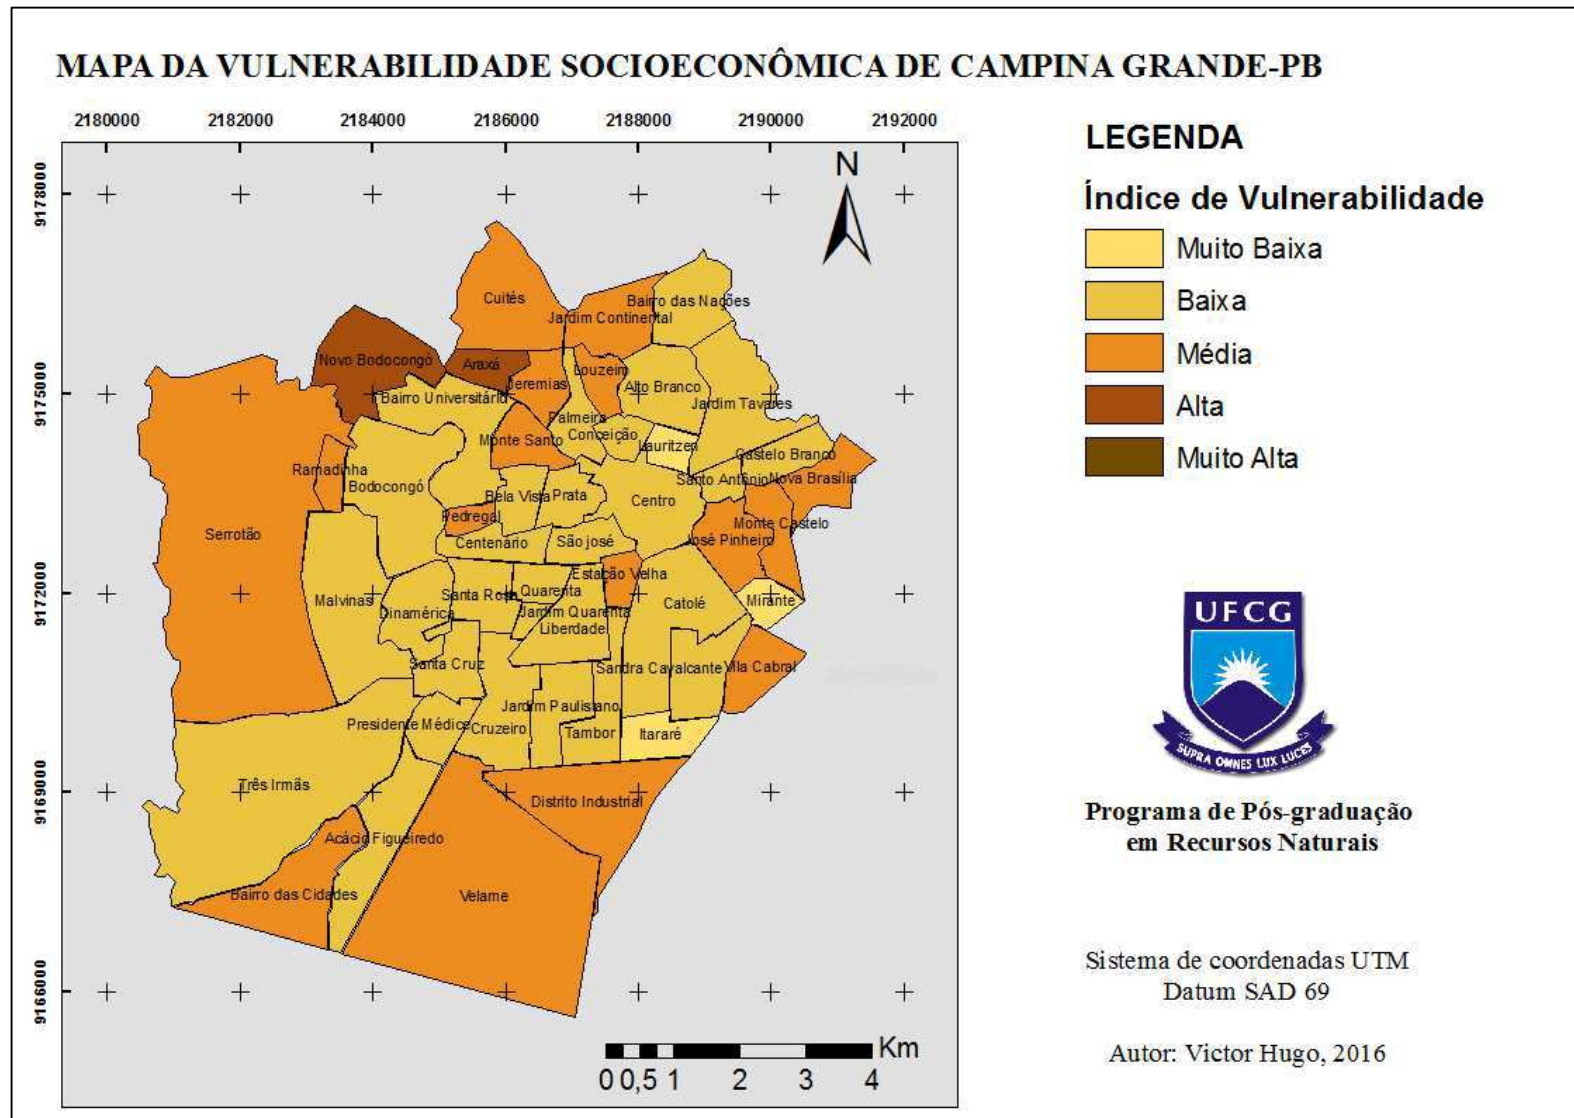 MAPA DA VULNERABILIDADE SOCIOECONÔMICA DE CAMPINA GRANDE-PB
2180000 2182000 2184000 2186000 2188000 2190000 2192000
9178000
9175000
9172000
9169000
9166000
N
Cuités
Bairro das Nações
Jardim Continental
Novo Bodocongó
Araxá
Jeremias
Louzeiro
Alto Branco
Bairro Universitário
Jardim Tavares
Palmeira
Conceição
Monte Santo
Lauritzen
Castelo Branco
Ramadinha
Bodocongó
Santo Antônio
Nova Brasília
Bela Vista
Prata
Centro
Pedregal
Monte Castelo
Serrotão
Centenário
São josé
José Pinheiro
Estação Velha
Malvinas
Santa Rosa
Quarenta
Catolé
Mirante
Dinamérica
Jardim Quarenta
Liberdade
Santa Cruz
Sandra Cavalcante
Vila Cabral
Jardim Paulistano
Presidente Médice
Cruzeiro
Tambor
Itararé
Três Irmãs
Distrito Industrial
Acácio Figueiredo
Bairro das Cidades
Velame
Km
0 0,5 1 2 3 4
LEGENDA
Índice de Vulnerabilidade
Muito Baixa
Baixa
Média
Alta
Muito Alta
UFCG
SUPRA OMNES LUX LUCES
Programa de Pós-graduação
em Recursos Naturais
Sistema de coordenadas UTM
Datum SAD 69
Autor: Victor Hugo, 2016